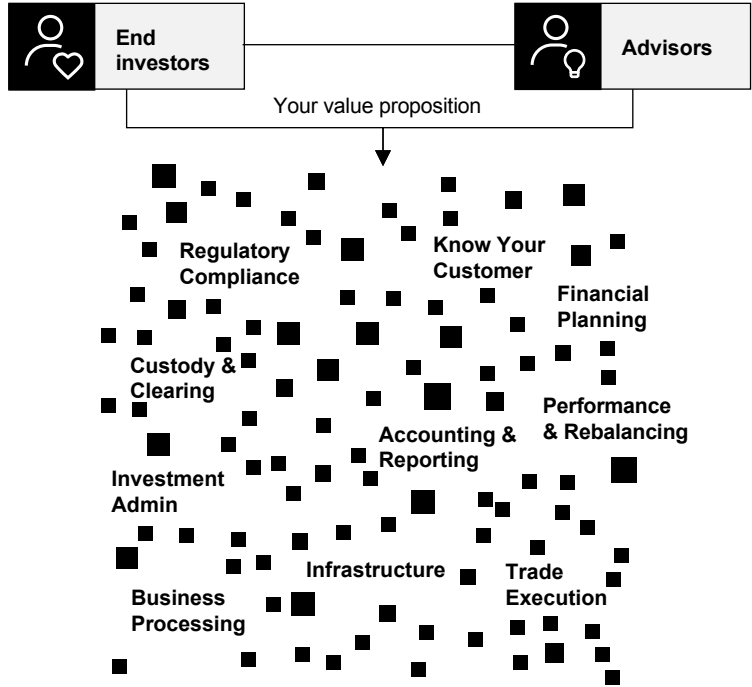 End
investors
Advisors
Your value proposition
Regulatory
Compliance
Know Your
Customer
Financial
Planning
Custody &
Clearing
Performance
& Rebalancing
Accounting &
Reporting
Investment
Admin
Infrastructure
Trade
Execution
Business
Processing